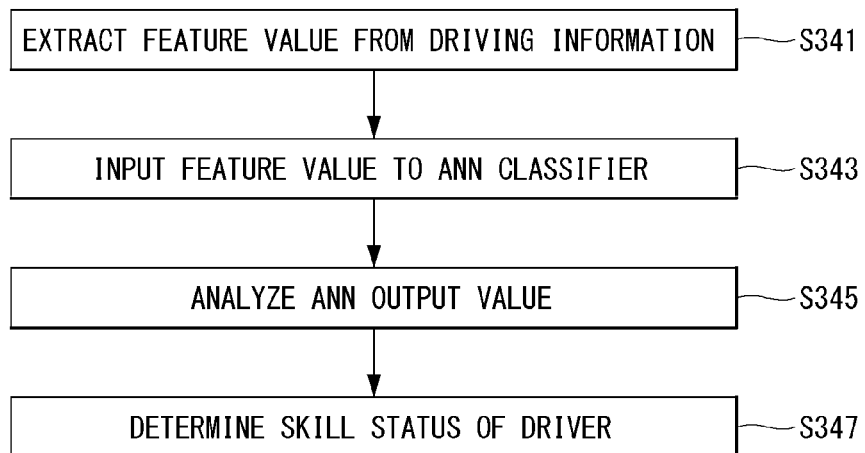 EXTRACT FEATURE VALUE FROM DRIVING INFORMATION S341
INPUT FEATURE VALUE TO ANN CLASSIFIER S343
ANALYZE ANN OUTPUT VALUE S345
DETERMINE SKILL STATUS OF DRIVER S347